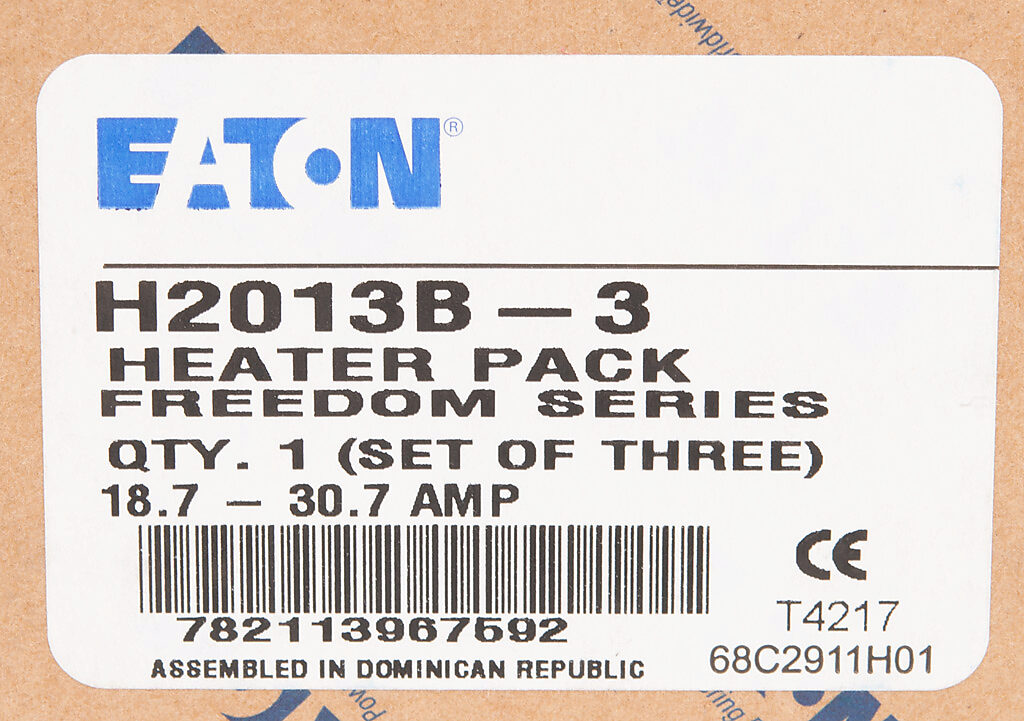 EATON®
H2013B – 3
HEATER PACK
FREEDOM SERIES
QTY. 1 (SET OF THREE)
18.7 – 30.7 AMP
CE
782113967592
T4217
ASSEMBLED IN DOMINICAN REPUBLIC
68C2911H01